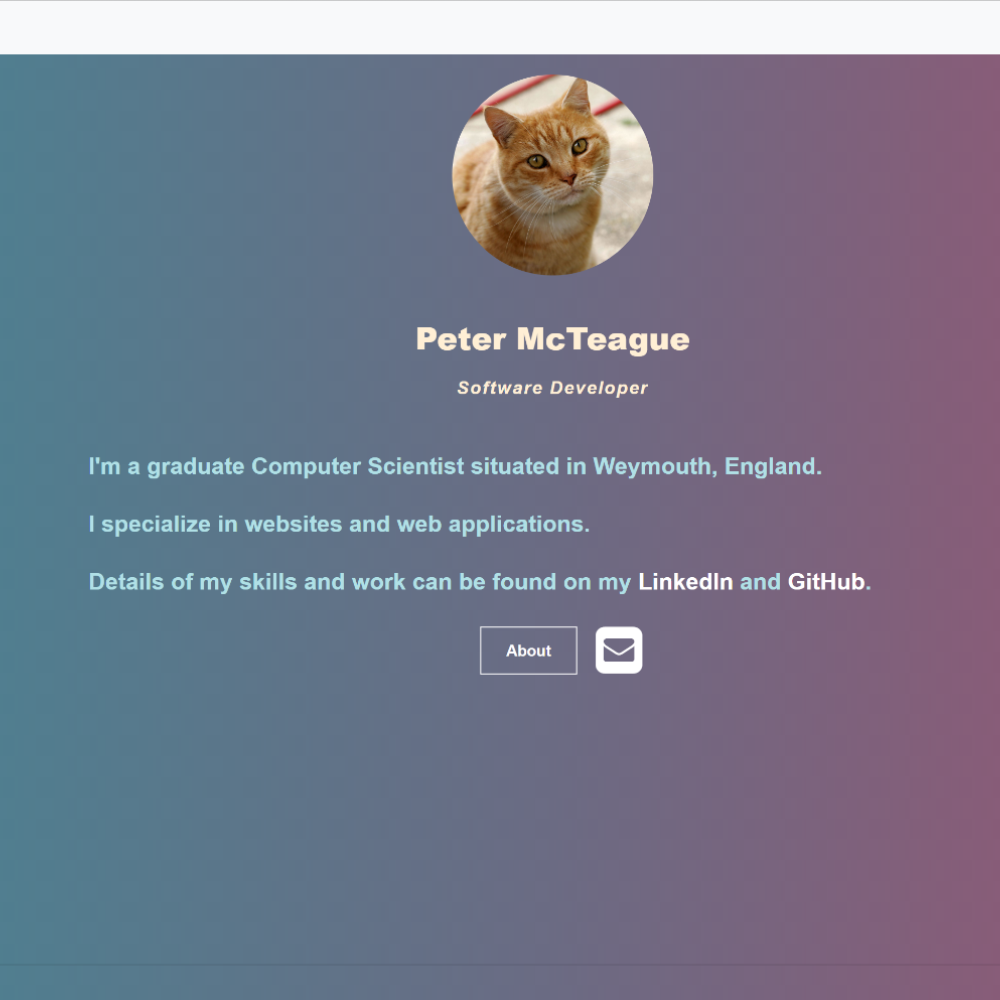 Peter McTeague
Software Developer
I'm a graduate Computer Scientist situated in Weymouth, England.
I specialize in websites and web applications.
Details of my skills and work can be found on my LinkedIn and GitHub.
About